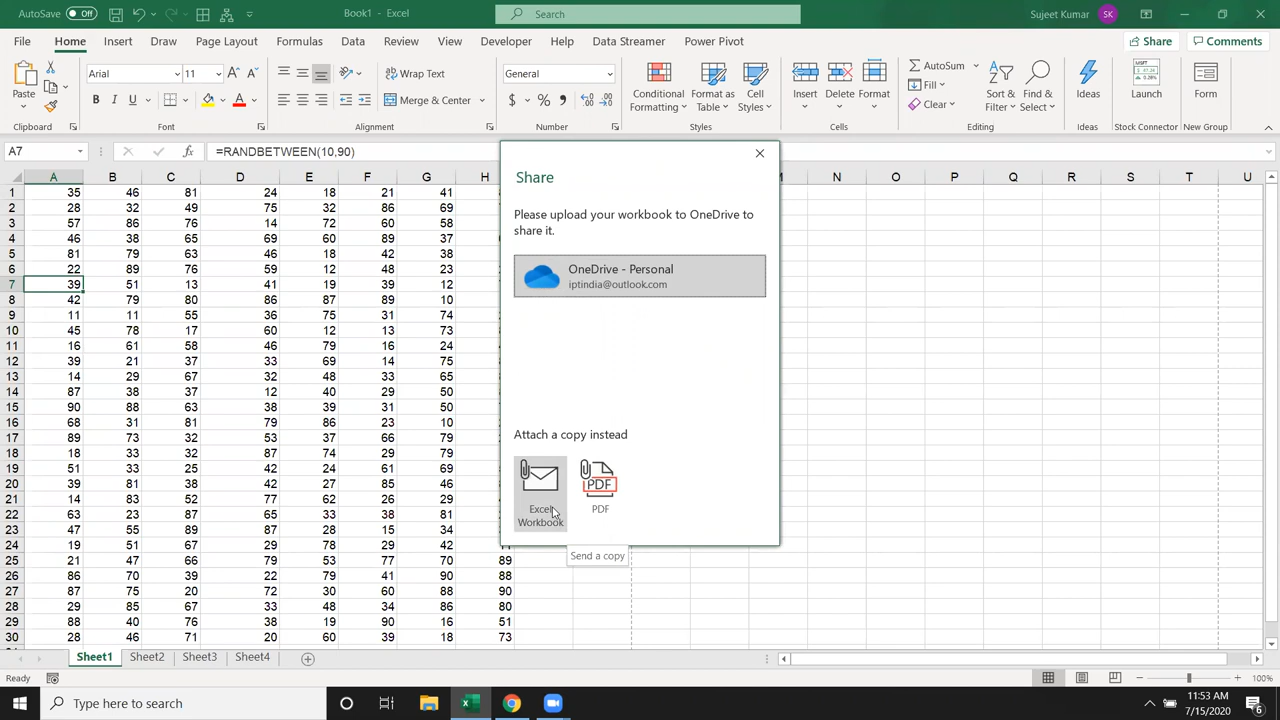 AutoSave Off Book1 - Excel Search Sujeet Kumar SK
File Home Insert Draw Page Layout Formulas Data Review View Developer Help Data Streamer Power Pivot Share Comments
Paste Arial 11 Wrap Text General Conditional Formatting Format as Table Cell Styles Insert Delete Format AutoSum Sort & Filter Find & Select Ideas Launch Form
B I U A Merge & Center $ % Fill
Clear
Clipboard Font Alignment Number Styles Cells Editing Ideas Stock Connector New Group
A7 fx =RANDBETWEEN(10,90)
A B C D E F G H M N O P Q R S T U
1 35 46 81 24 18 21 41
2 28 32 49 75 32 86 69
3 57 86 76 14 72 60 58
4 46 38 65 69 60 89 37
5 81 79 63 46 18 42 38
6 22 89 76 59 12 48 23
7 39 51 13 41 19 39 12
8 42 79 80 86 87 89 10
9 11 11 55 36 75 31 74
10 45 78 17 60 12 13 73
11 16 61 58 46 79 16 24
12 39 21 37 33 69 14 75
13 14 29 67 32 48 33 65
14 87 38 37 12 40 29 50
15 90 88 63 38 39 31 50
16 68 31 81 79 86 23 10
17 89 73 32 53 37 66 79
18 33 33 32 87 74 29 79
19 51 33 25 42 24 61 69
20 39 81 38 42 27 65 46
21 14 83 52 77 62 26 29
22 63 23 87 63 33 38 81
23 47 55 89 87 28 15 34
24 19 51 67 29 78 28 42
25 21 47 66 79 53 77 70 89
26 70 39 22 79 41 90 88
27 87 75 20 72 30 60 88 90
28 29 85 67 33 48 34 86 80
29 88 40 76 38 19 90 16 51
30 28 46 71 20 60 39 18 73
Share
Please upload your workbook to OneDrive to
share it.
OneDrive - Personal
iptindia@outlook.com
Attach a copy instead
PDF
Excel
Workbook
PDF
Send a copy
Sheet1 Sheet2 Sheet3 Sheet4
Ready 100%
Type here to search 11:53 AM
7/15/2020 6